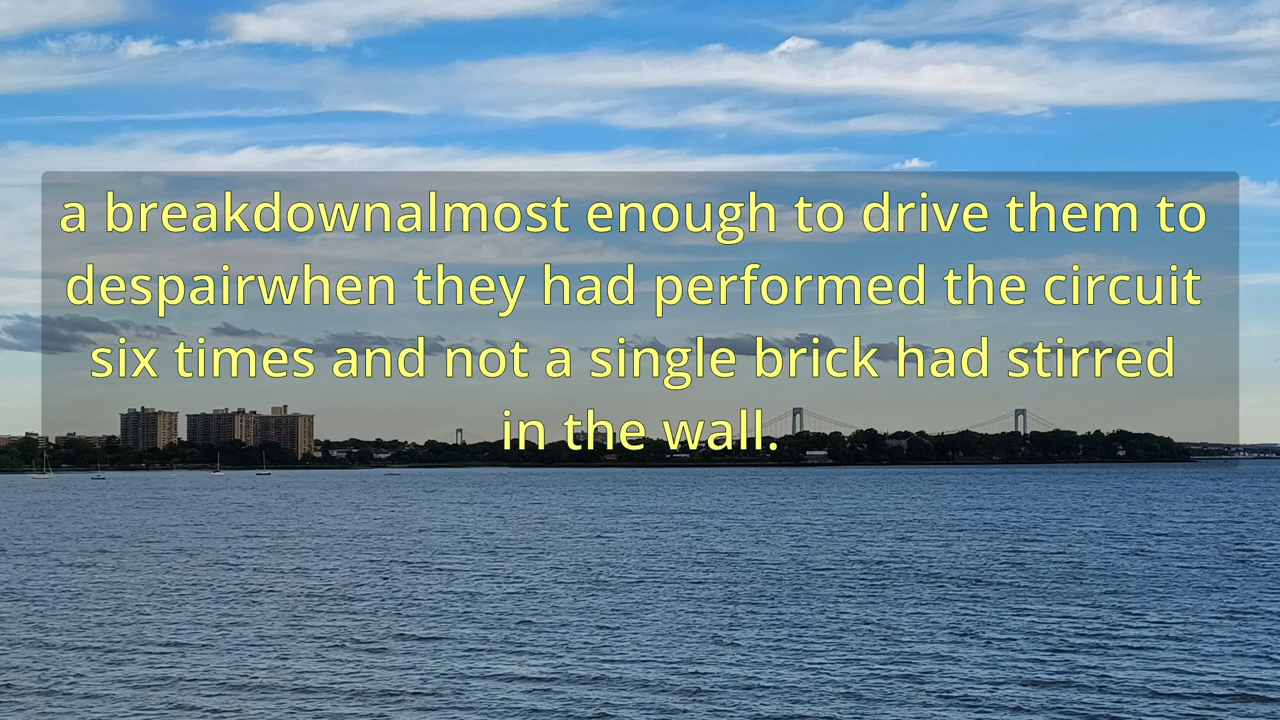 a breakdownalmost enough to drive them to
despairwhen they had performed the circuit
six times and not a single brick had stirred
in the wall.